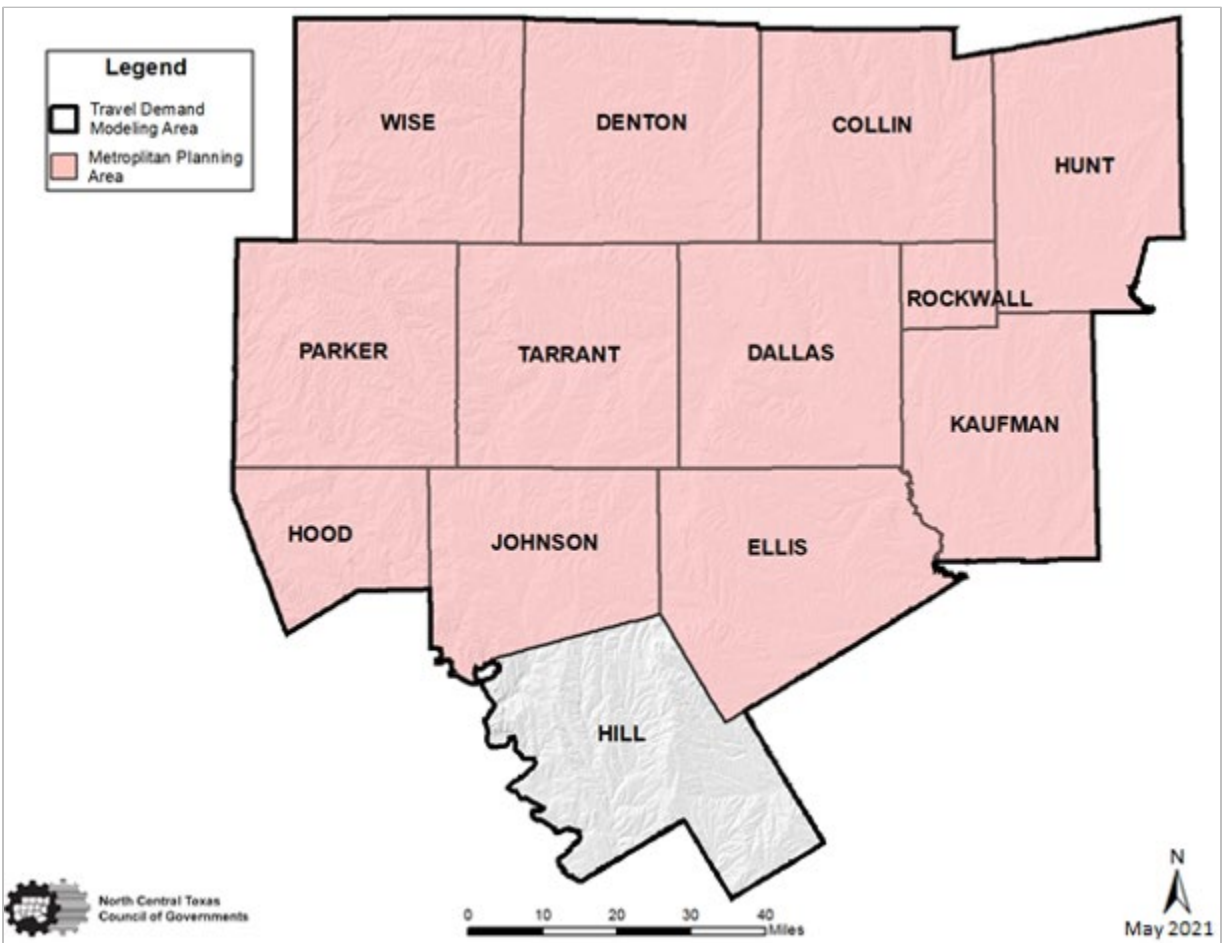 Legend
Travel Demand
Modeling Area
Metroplitan Planning
Area
WISE
DENTON
COLLIN
HUNT
ROCKWALL
PARKER
TARRANT
DALLAS
KAUFMAN
HOOD
JOHNSON
ELLIS
HILL
North Central Texas
Council of Governments
0 10 20 30 40
Miles
N
May 2021